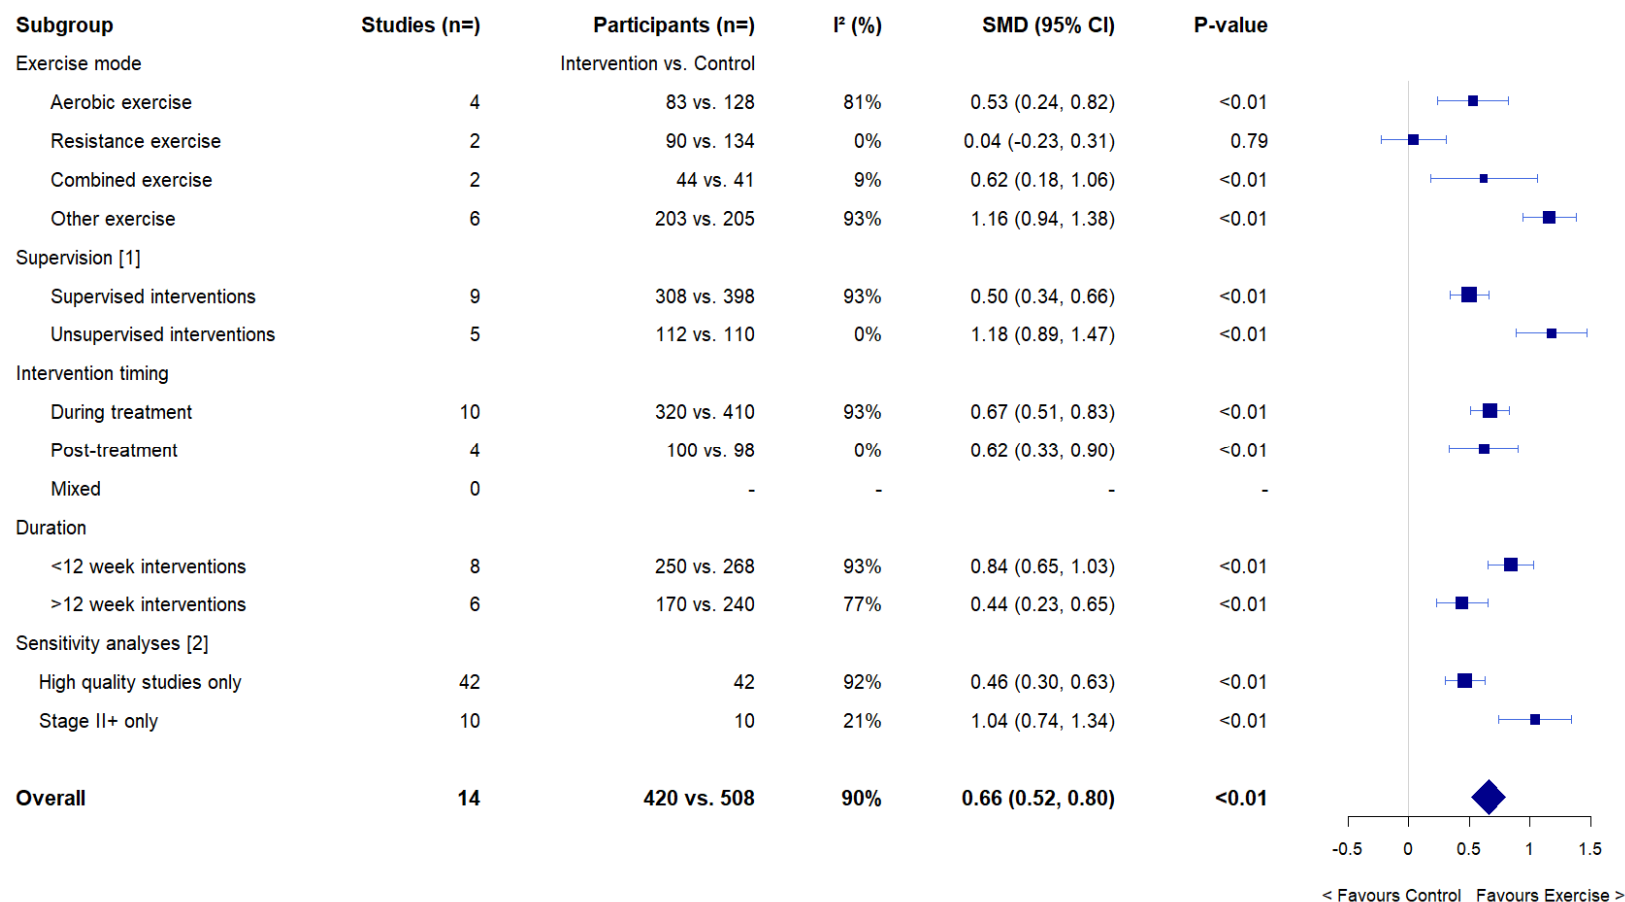 Subgroup Studies (n=) Participants (n=) I² (%) SMD (95% CI) P-value
Exercise mode Intervention vs. Control
Aerobic exercise 4 83 vs. 128 81% 0.53 (0.24, 0.82) <0.01
Resistance exercise 2 90 vs. 134 0% 0.04 (-0.23, 0.31) 0.79
Combined exercise 2 44 vs. 41 9% 0.62 (0.18, 1.06) <0.01
Other exercise 6 203 vs. 205 93% 1.16 (0.94, 1.38) <0.01
Supervision [1]
Supervised interventions 9 308 vs. 398 93% 0.50 (0.34, 0.66) <0.01
Unsupervised interventions 5 112 vs. 110 0% 1.18 (0.89, 1.47) <0.01
Intervention timing
During treatment 10 320 vs. 410 93% 0.67 (0.51, 0.83) <0.01
Post-treatment 4 100 vs. 98 0% 0.62 (0.33, 0.90) <0.01
Mixed 0 - - - -
Duration
<12 week interventions 8 250 vs. 268 93% 0.84 (0.65, 1.03) <0.01
>12 week interventions 6 170 vs. 240 77% 0.44 (0.23, 0.65) <0.01
Sensitivity analyses [2]
High quality studies only 42 42 92% 0.46 (0.30, 0.63) <0.01
Stage II+ only 10 10 21% 1.04 (0.74, 1.34) <0.01
Overall 14 420 vs. 508 90% 0.66 (0.52, 0.80) <0.01
-0.5 0 0.5 1 1.5
< Favours Control Favours Exercise >